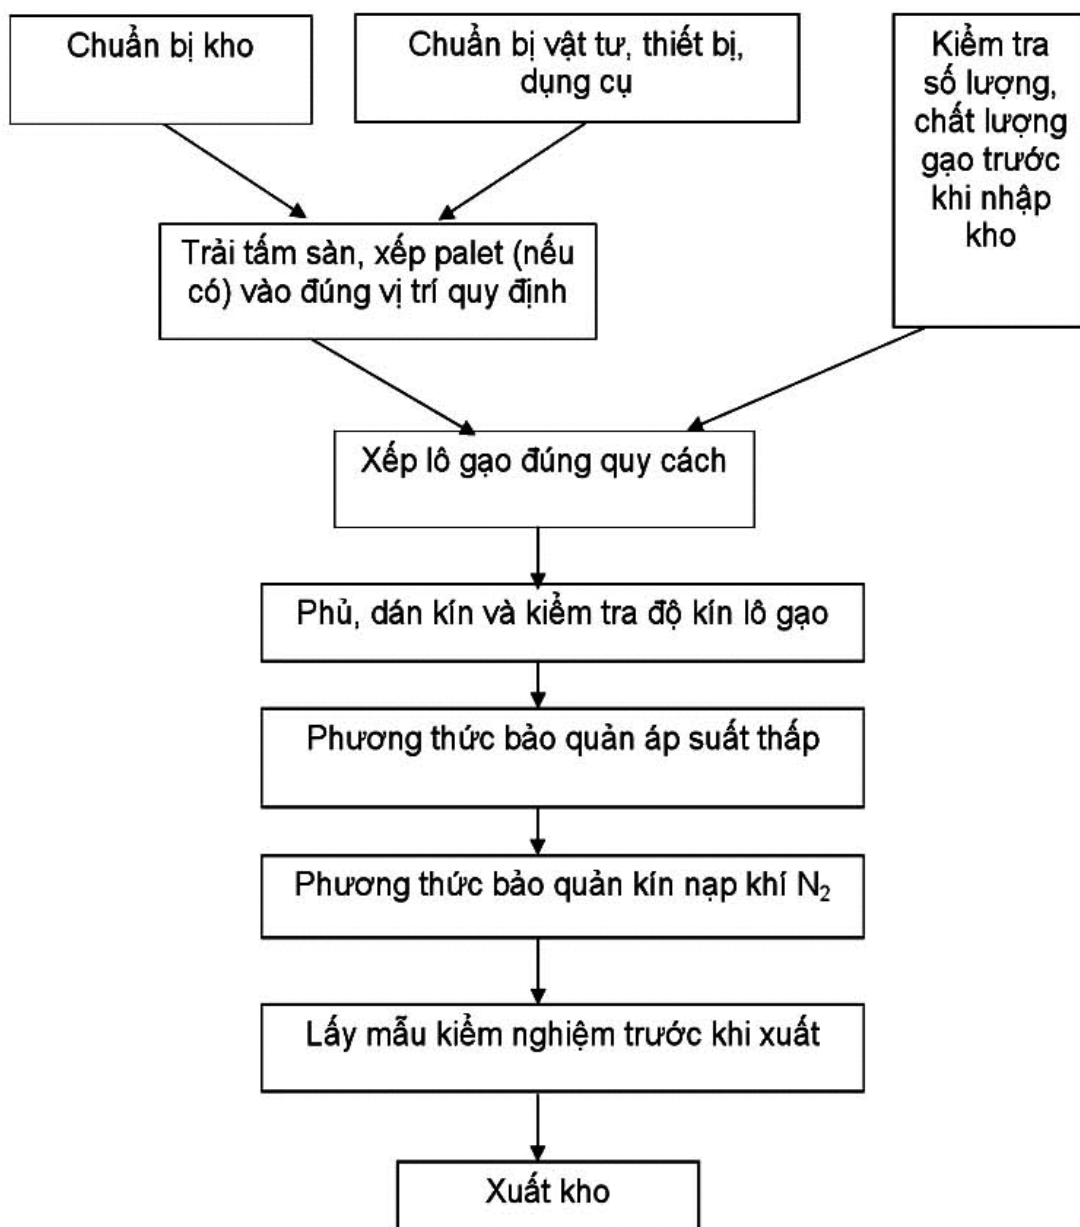 Chuẩn bị kho
Chuẩn bị vật tư, thiết bị,
dụng cụ
Kiểm tra
số lượng,
chất lượng
gạo trước
khi nhập
kho
Trải tấm sàn, xếp palet (nếu
có) vào đúng vị trí quy định
Xếp lô gạo đúng quy cách
Phủ, dán kín và kiểm tra độ kín lô gạo
Phương thức bảo quản áp suất thấp
Phương thức bảo quản kín nạp khí N₂
Lấy mẫu kiểm nghiệm trước khi xuất
Xuất kho